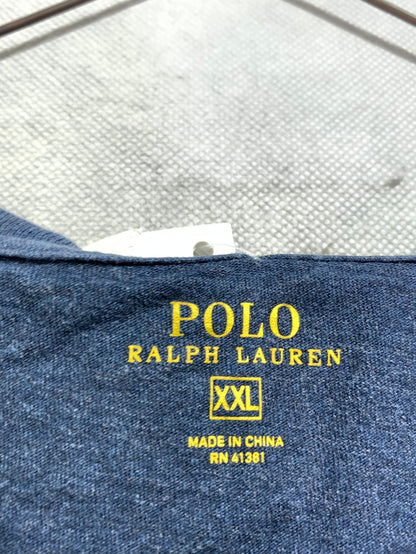 POLO
RALPH LAUREN
XXL
MADE IN CHINA
RN 41381